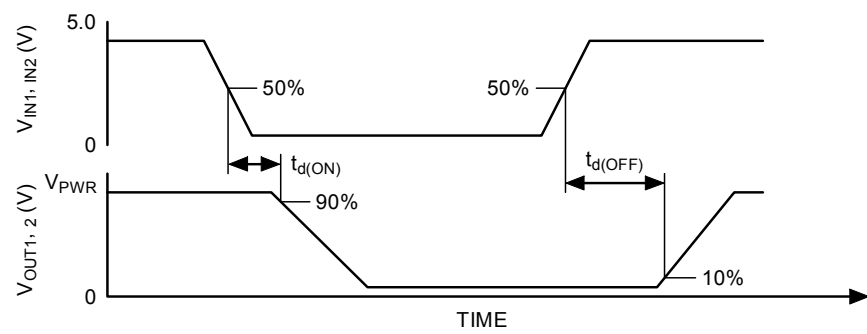 5.0
V_IN1, IN2 (V)
50%
50%
0
t_d(ON)
t_d(OFF)
V_PWR
V_OUT1, 2 (V)
90%
10%
0
TIME